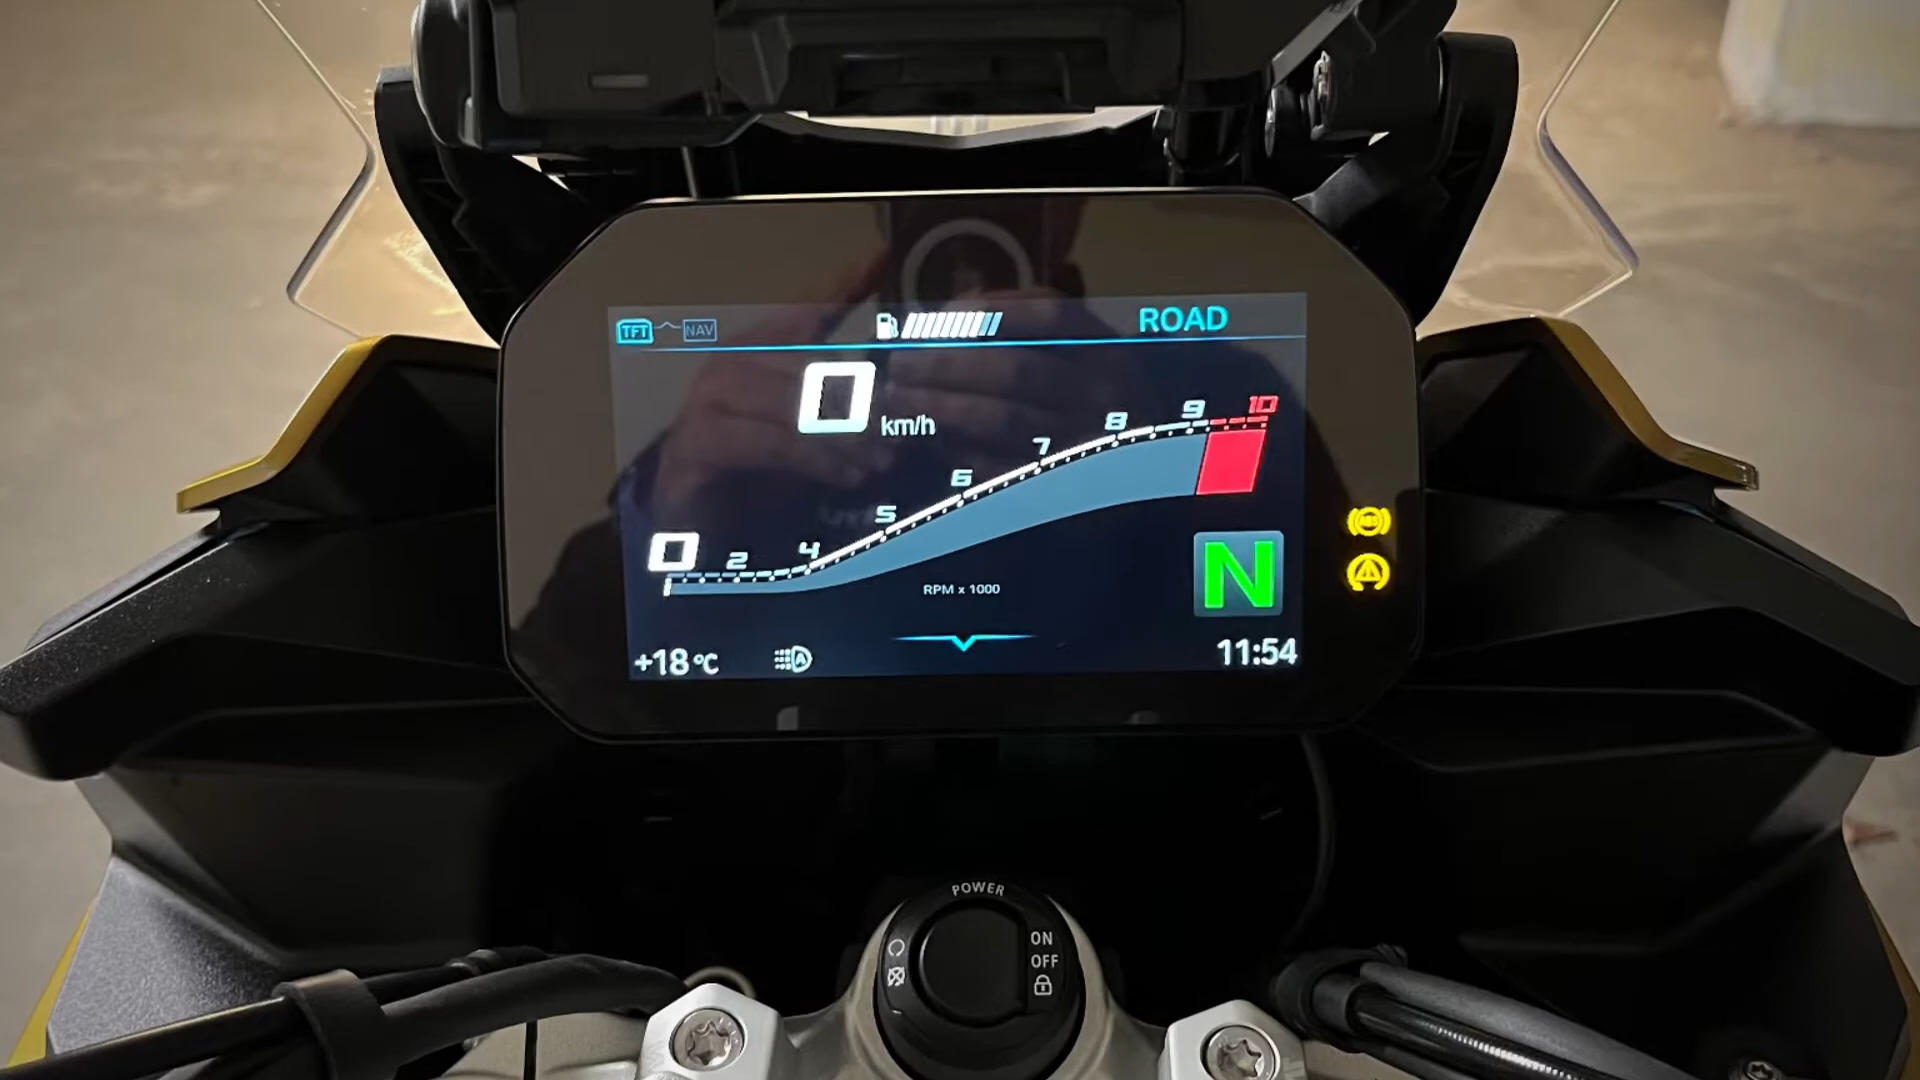 TFT NAV ROAD
0 km/h
0 2 4 5 6 7 8 9 10
RPM x 1000
N
ABS
+18°C A 11:54
POWER
ON
OFF